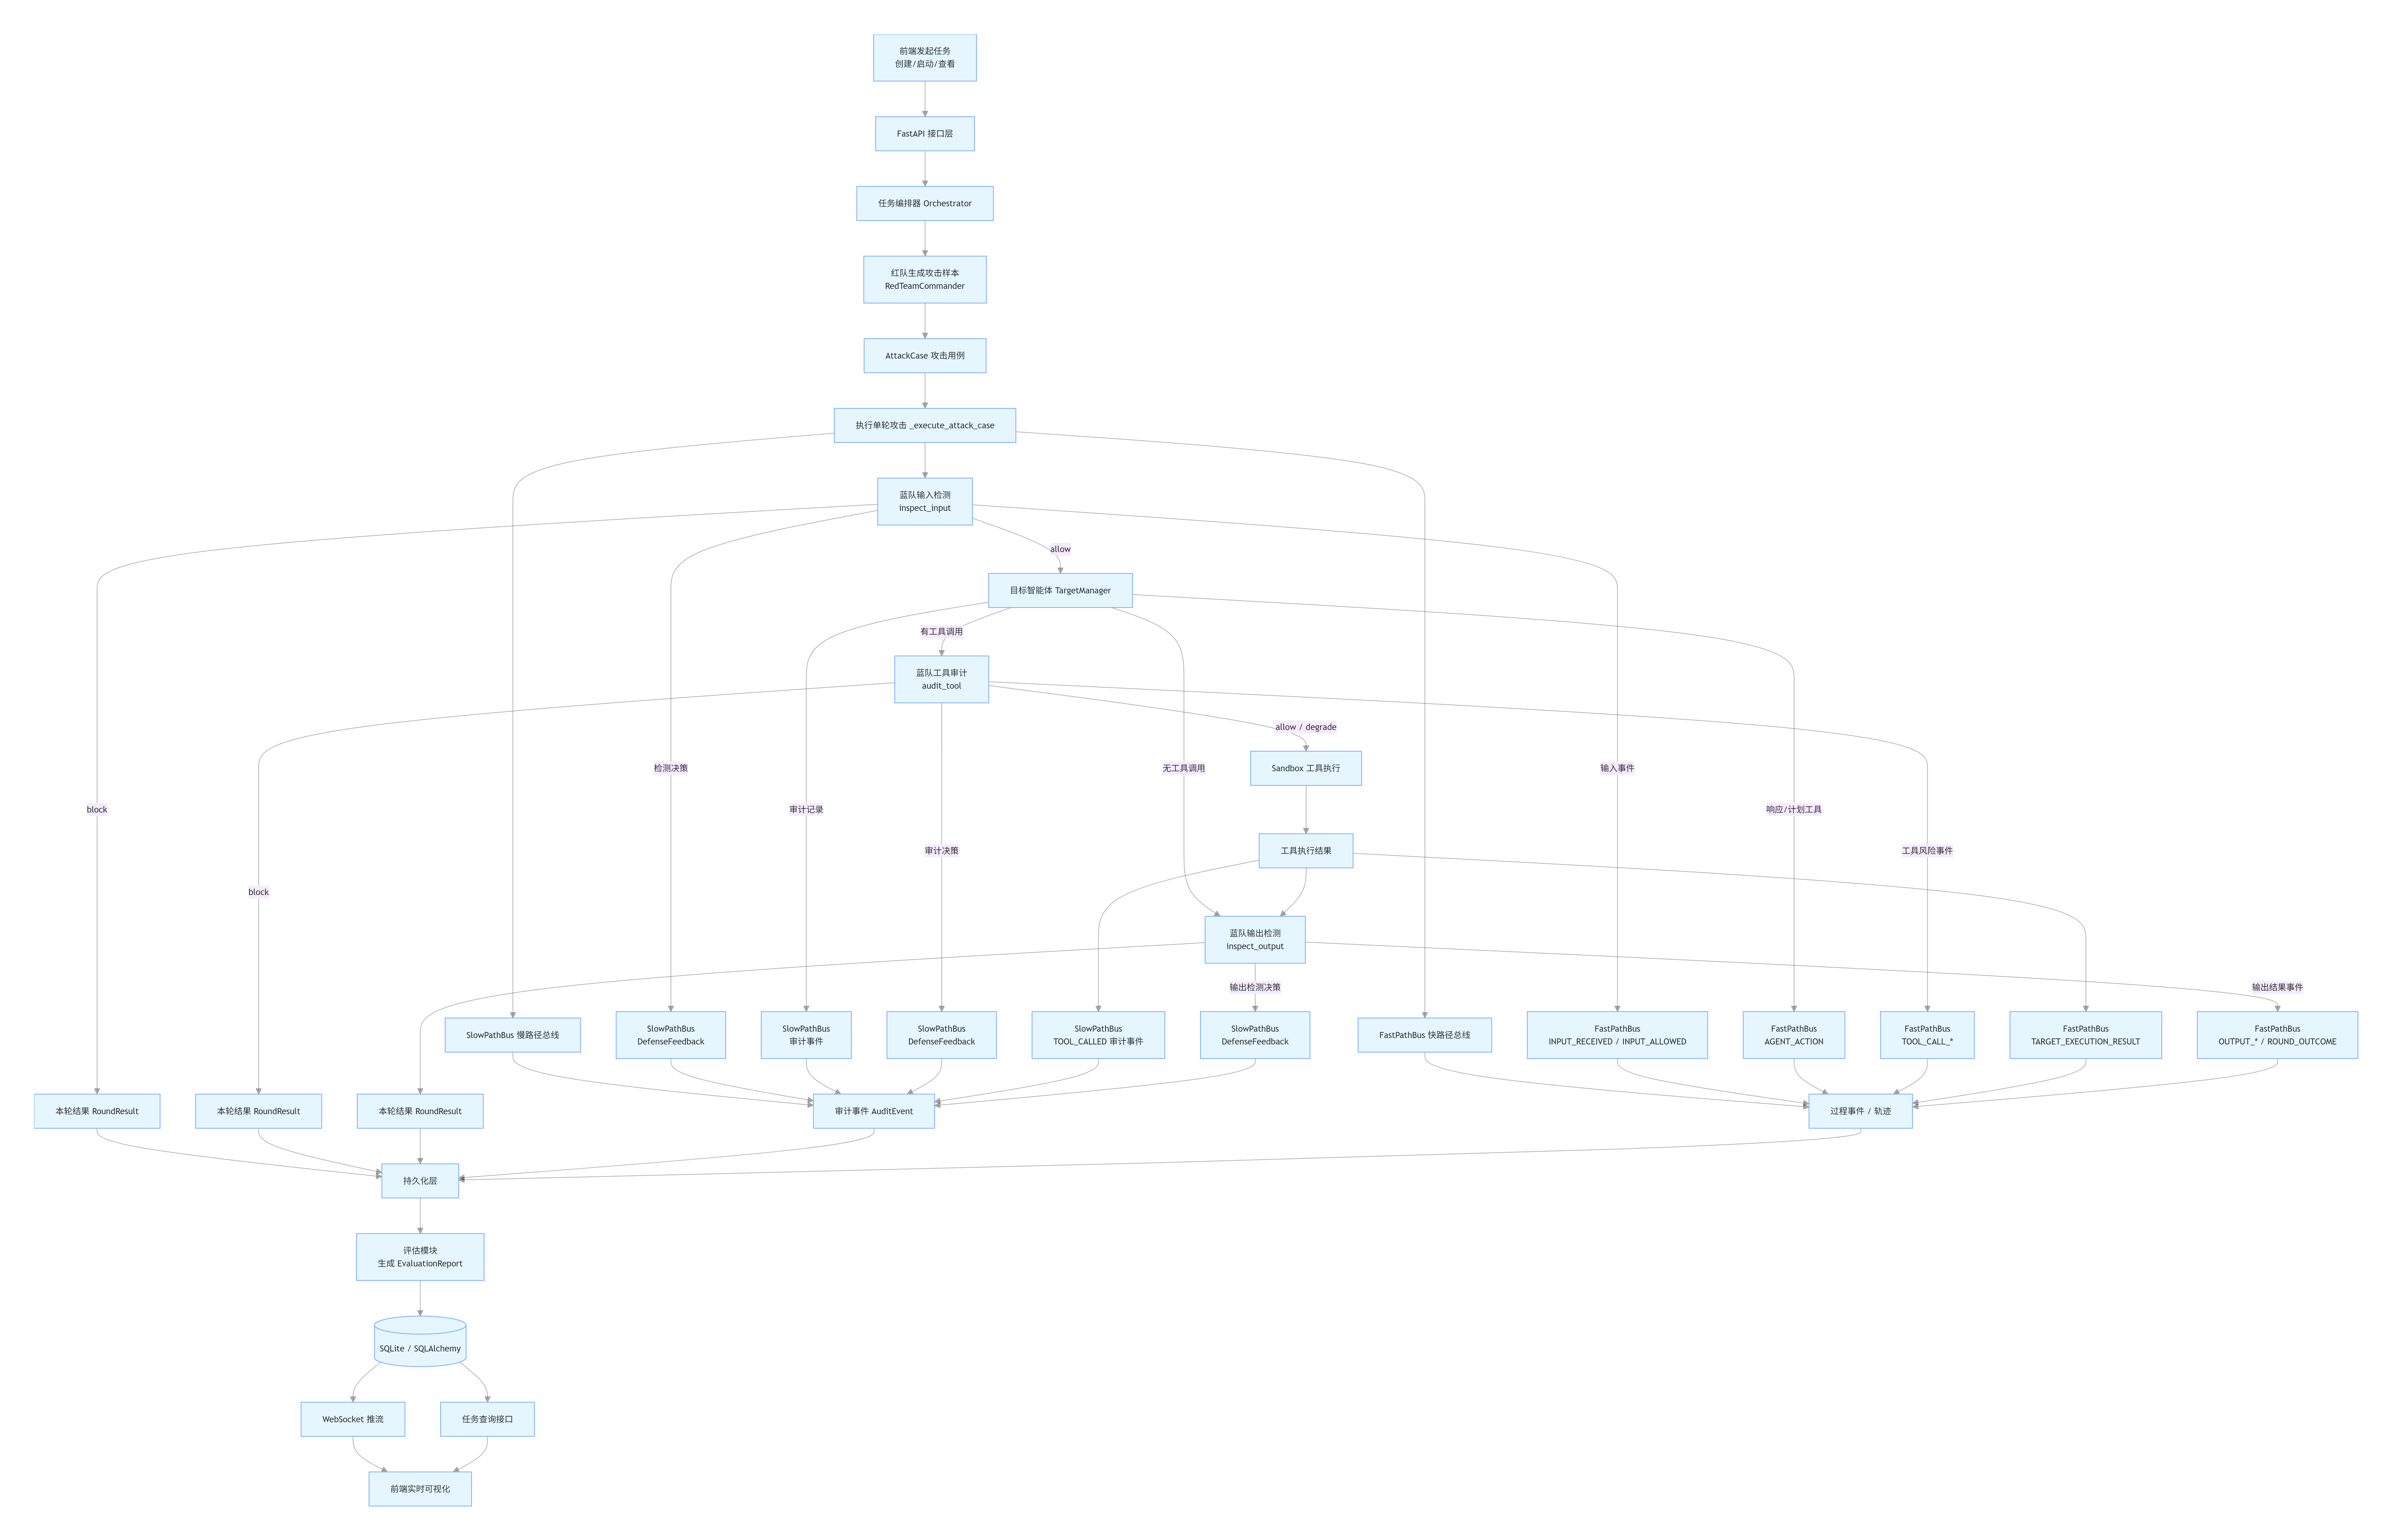 前端发起任务
创建/启动/查看
FastAPI 接口层
任务编排器 Orchestrator
红队生成攻击样本
RedTeamCommander
AttackCase 攻击用例
执行单轮攻击 _execute_attack_case
蓝队输入检测
inspect_input
allow
目标智能体 TargetManager
有工具调用
蓝队工具审计
audit_tool
allow / degrade
检测决策
无工具调用
Sandbox 工具执行
输入事件
block
审计记录
响应/计划工具
审计决策
工具执行结果
工具风险事件
block
蓝队输出检测
inspect_output
输出检测决策
输出结果事件
SlowPathBus 慢路径总线
SlowPathBus
DefenseFeedback
SlowPathBus
审计事件
SlowPathBus
DefenseFeedback
SlowPathBus
TOOL_CALLED 审计事件
SlowPathBus
DefenseFeedback
FastPathBus 快路径总线
FastPathBus
INPUT_RECEIVED / INPUT_ALLOWED
FastPathBus
AGENT_ACTION
FastPathBus
TOOL_CALL_*
FastPathBus
TARGET_EXECUTION_RESULT
FastPathBus
OUTPUT_* / ROUND_OUTCOME
本轮结果 RoundResult
本轮结果 RoundResult
本轮结果 RoundResult
审计事件 AuditEvent
过程事件 / 轨迹
持久化层
评估模块
生成 EvaluationReport
SQLite / SQLAlchemy
WebSocket 推流
任务查询接口
前端实时可视化